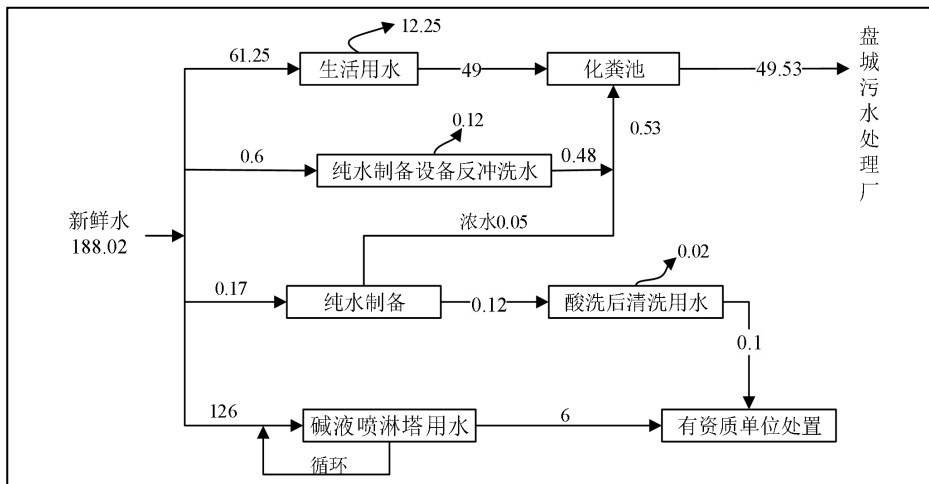 12.25
61.25
生活用水
49
化粪池
49.53
盘城污水处理厂
0.12
0.53
0.6
纯水制备设备反冲洗水
0.48
新鲜水
188.02
浓水0.05
0.02
0.17
纯水制备
0.12
酸洗后清洗用水
0.1
126
碱液喷淋塔用水
6
有资质单位处置
循环